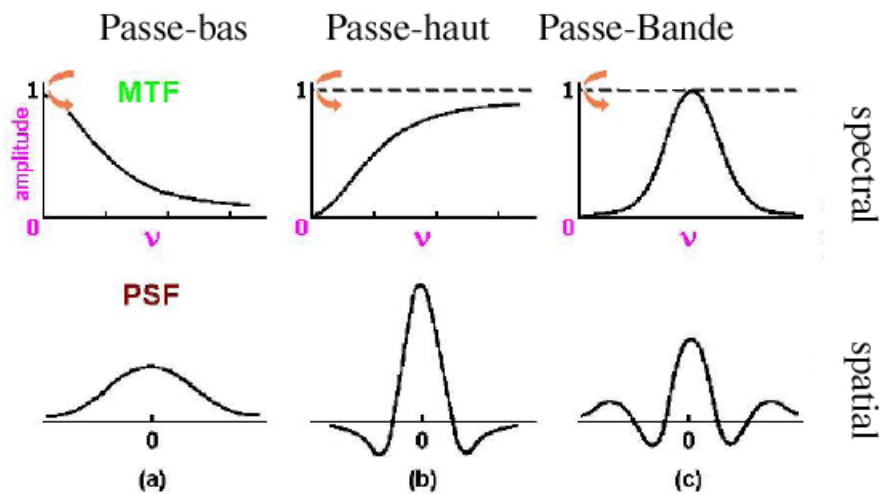 Passe-bas Passe-haut Passe-Bande
1 MTF 1 1
amplitude
0 ν 0 ν 0 ν
spectral
PSF
0 0 0
spatial
(a) (b) (c)